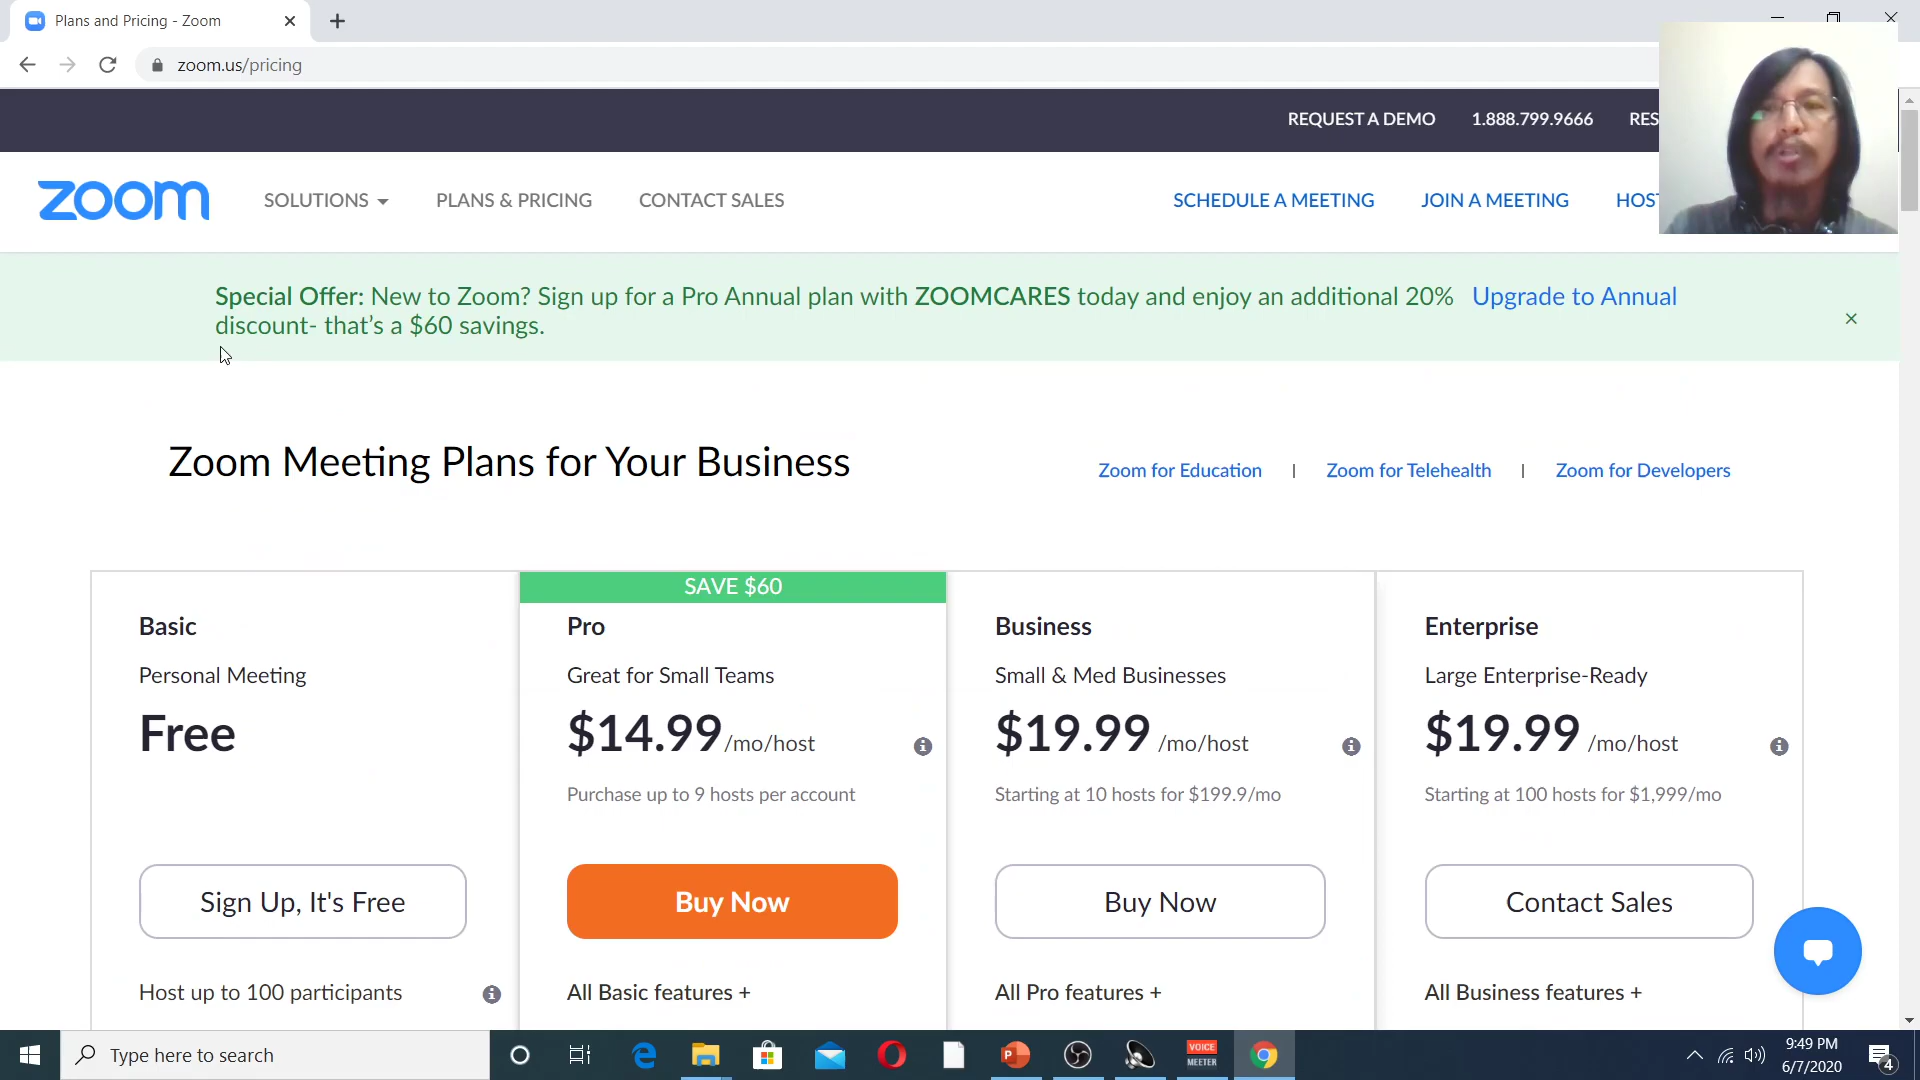 Plans and Pricing - Zoom
zoom.us/pricing
REQUEST A DEMO 1.888.799.9666 RES
zoom SOLUTIONS PLANS & PRICING CONTACT SALES SCHEDULE A MEETING JOIN A MEETING HOST
Special Offer: New to Zoom? Sign up for a Pro Annual plan with ZOOMCARES today and enjoy an additional 20% Upgrade to Annual
discount- that's a $60 savings.
Zoom Meeting Plans for Your Business
Zoom for Education | Zoom for Telehealth | Zoom for Developers
SAVE $60
Basic Pro Business Enterprise
Personal Meeting Great for Small Teams Small & Med Businesses Large Enterprise-Ready
Free $14.99 /mo/host $19.99 /mo/host $19.99 /mo/host
Purchase up to 9 hosts per account Starting at 10 hosts for $199.9/mo Starting at 100 hosts for $1,999/mo
Sign Up, It's Free Buy Now Buy Now Contact Sales
Host up to 100 participants All Basic features + All Pro features + All Business features +
Type here to search
VOICE
MEETER
9:49 PM
6/7/2020
4